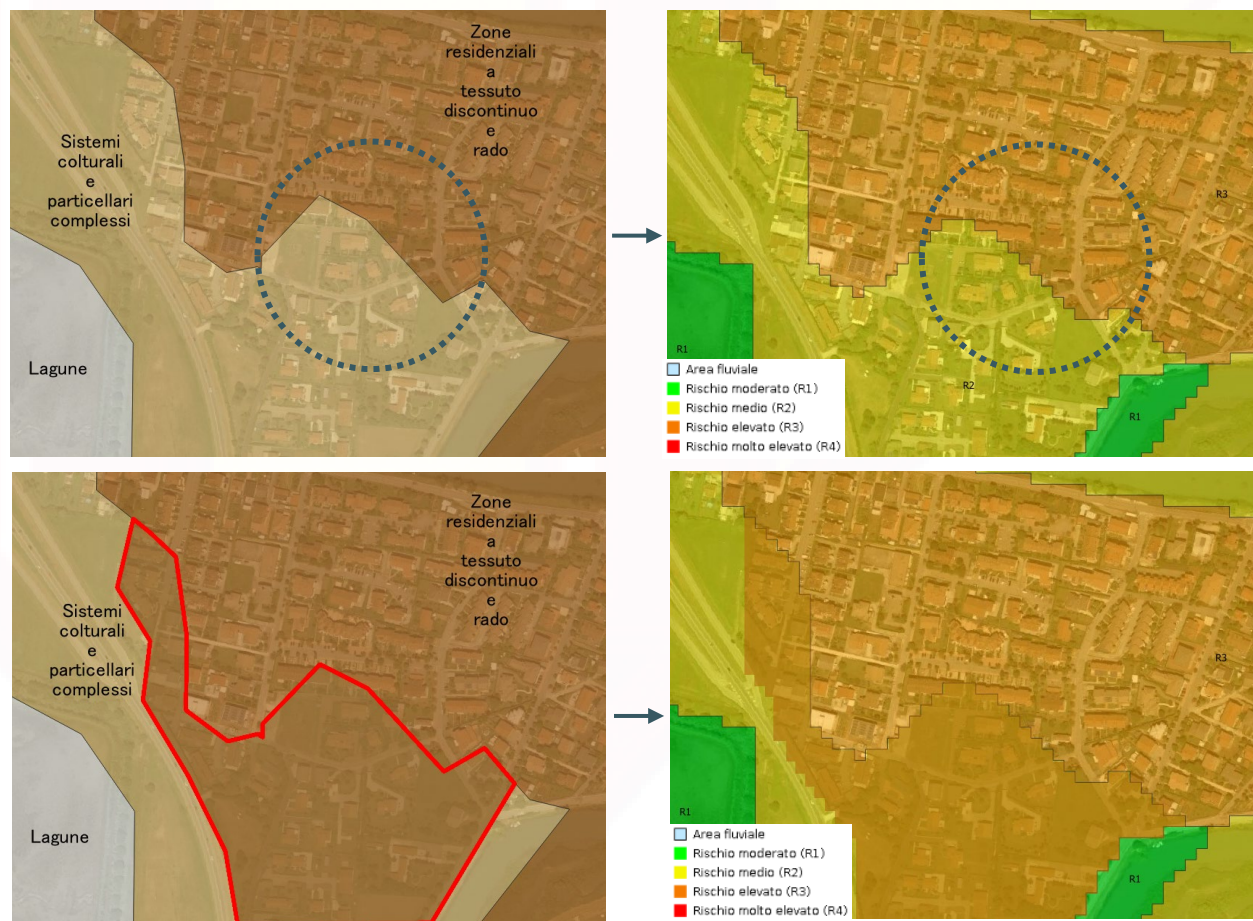 Zone
residenziali
a
tessuto
discontinuo
e
rado
Sistemi
colturali
e
particellari
complessi
Lagune
R3
R1
R2
R1
Area fluviale
Rischio moderato (R1)
Rischio medio (R2)
Rischio elevato (R3)
Rischio molto elevato (R4)
Zone
residenziali
a
tessuto
discontinuo
e
rado
Sistemi
colturali
e
particellari
complessi
Lagune
R3
R1
R1
Area fluviale
Rischio moderato (R1)
Rischio medio (R2)
Rischio elevato (R3)
Rischio molto elevato (R4)